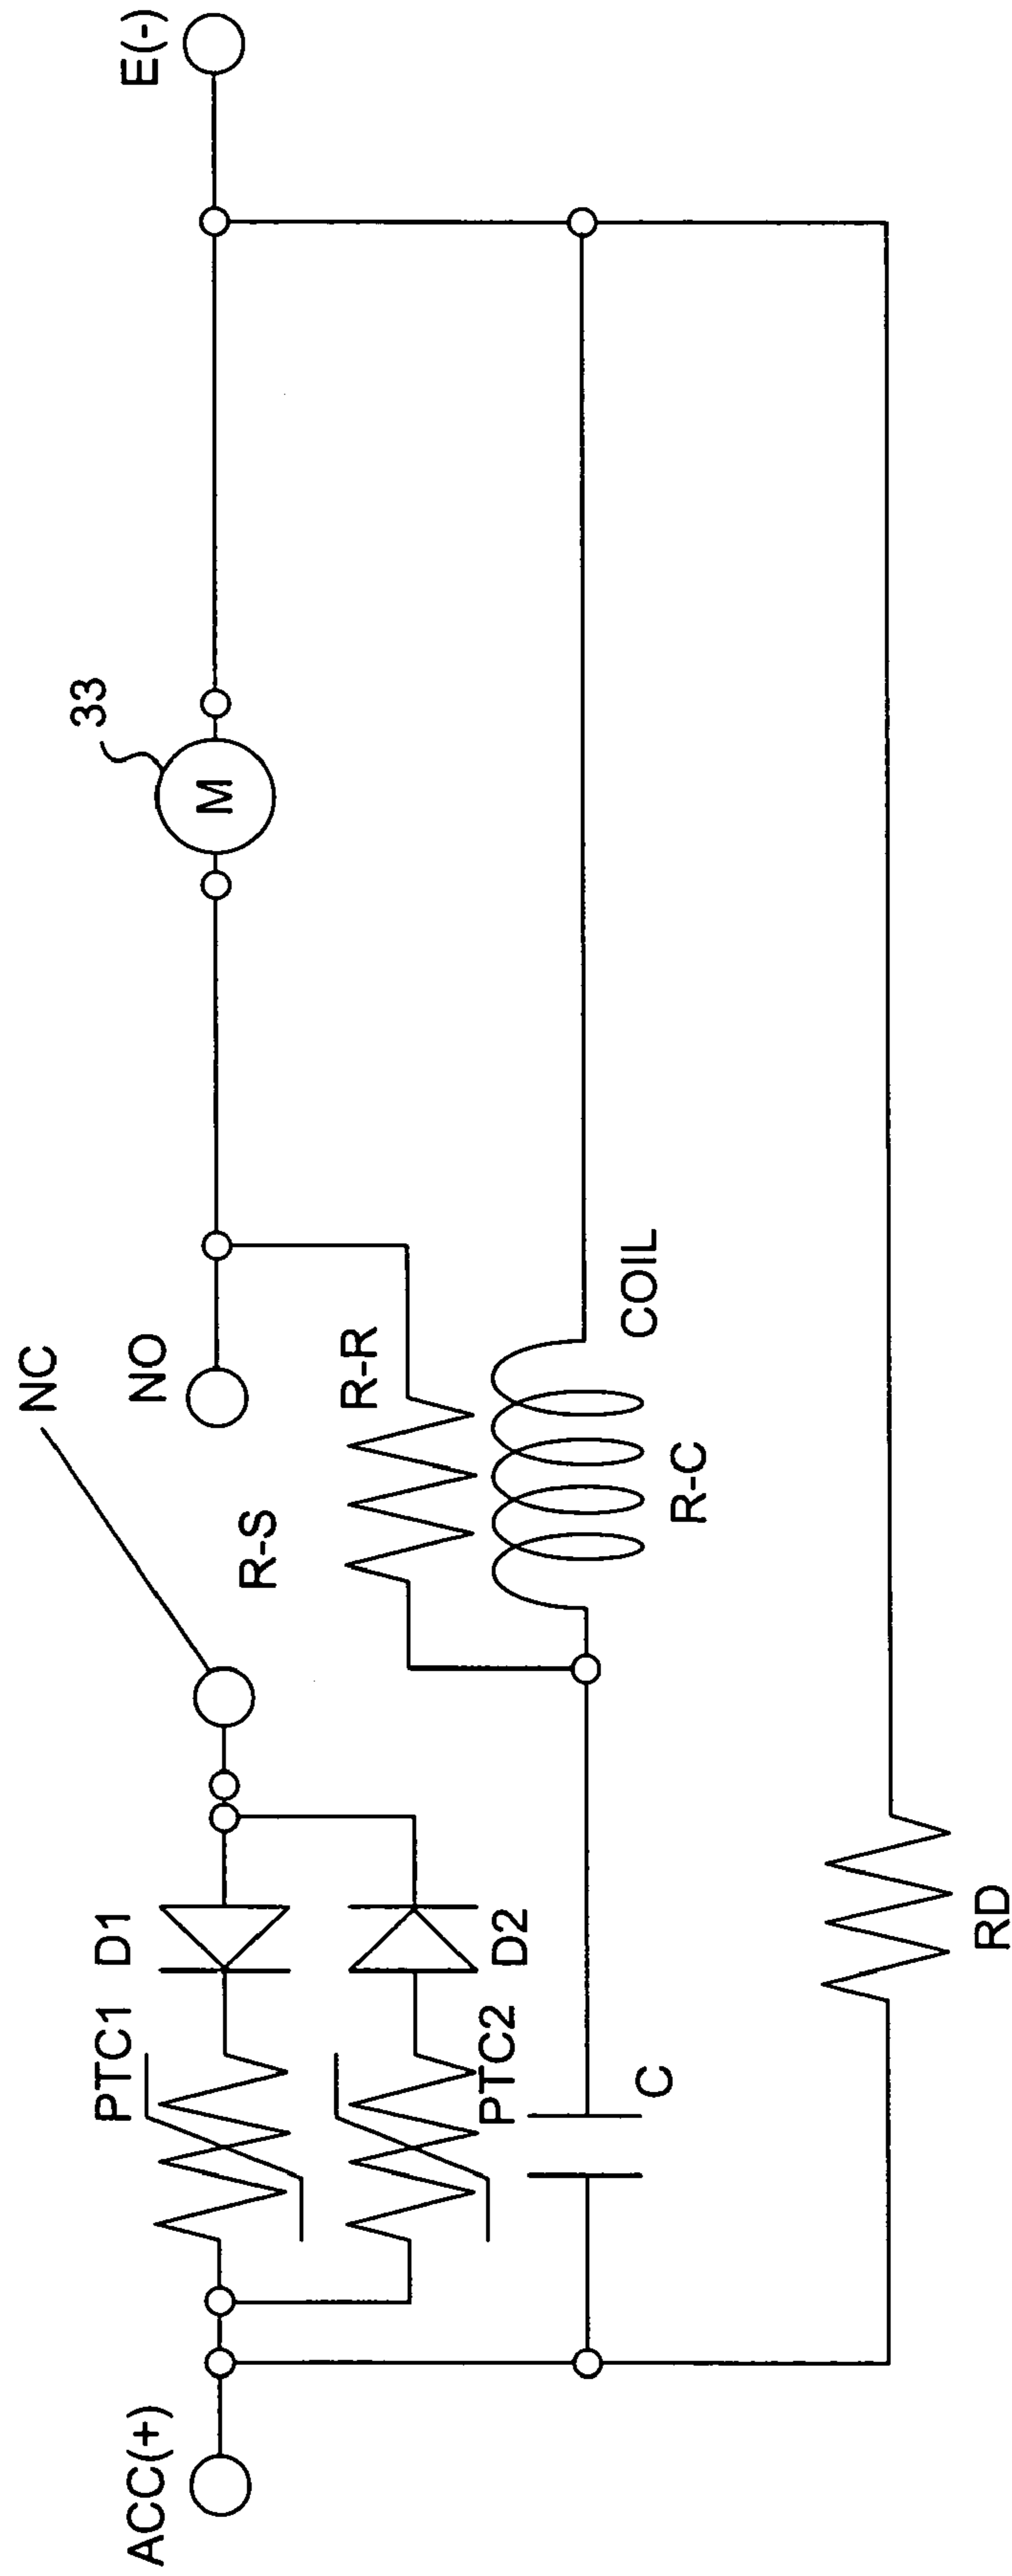 NC
33
NO
E(-)
M
R-S
R-R
COIL
R-C
ACC(+)
PTC1
D1
PTC2
D2
C
RD